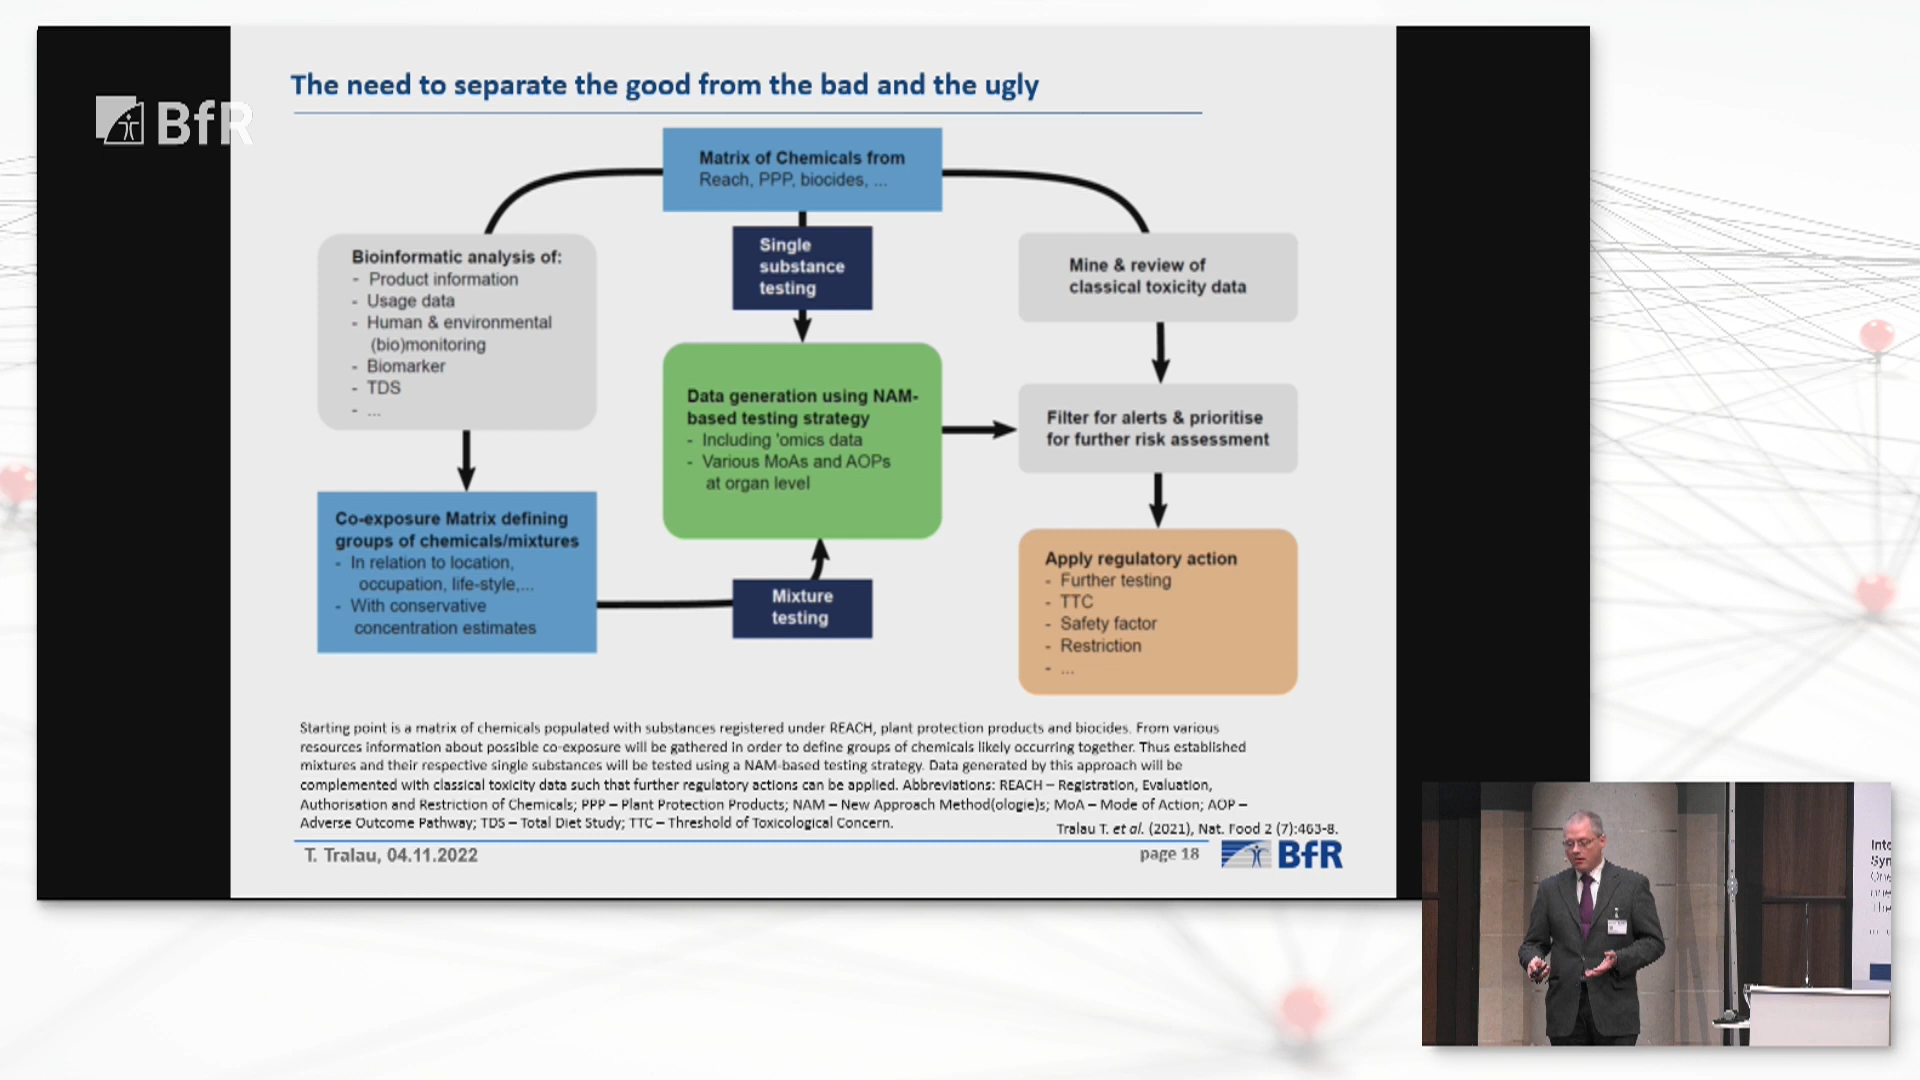 BfR
The need to separate the good from the bad and the ugly
Matrix of Chemicals from
Reach, PPP, biocides, ...
Bioinformatic analysis of:
- Product information
- Usage data
- Human & environmental
(bio)monitoring
- Biomarker
- TDS
- ...
Single
substance
testing
Mine & review of
classical toxicity data
Data generation using NAM-
based testing strategy
- Including 'omics data
- Various MoAs and AOPs
at organ level
Filter for alerts & prioritise
for further risk assessment
Co-exposure Matrix defining
groups of chemicals/mixtures
- In relation to location,
occupation, life-style,...
- With conservative
concentration estimates
Mixture
testing
Apply regulatory action
- Further testing
- TTC
- Safety factor
- Restriction
- ...
Starting point is a matrix of chemicals populated with substances registered under REACH, plant protection products and biocides. From various
resources information about possible co-exposure will be gathered in order to define groups of chemicals likely occurring together. Thus established
mixtures and their respective single substances will be tested using a NAM-based testing strategy. Data generated by this approach will be
complemented with classical toxicity data such that further regulatory actions can be applied. Abbreviations: REACH – Registration, Evaluation,
Authorisation and Restriction of Chemicals; PPP – Plant Protection Products; NAM – New Approach Method(ologie)s; MoA – Mode of Action; AOP –
Adverse Outcome Pathway; TDS – Total Diet Study; TTC – Threshold of Toxicological Concern.
Tralau T. et al. (2021), Nat. Food 2 (7):463-8.
T. Tralau, 04.11.2022
page 18
BfR
Inte
Sym
One
The